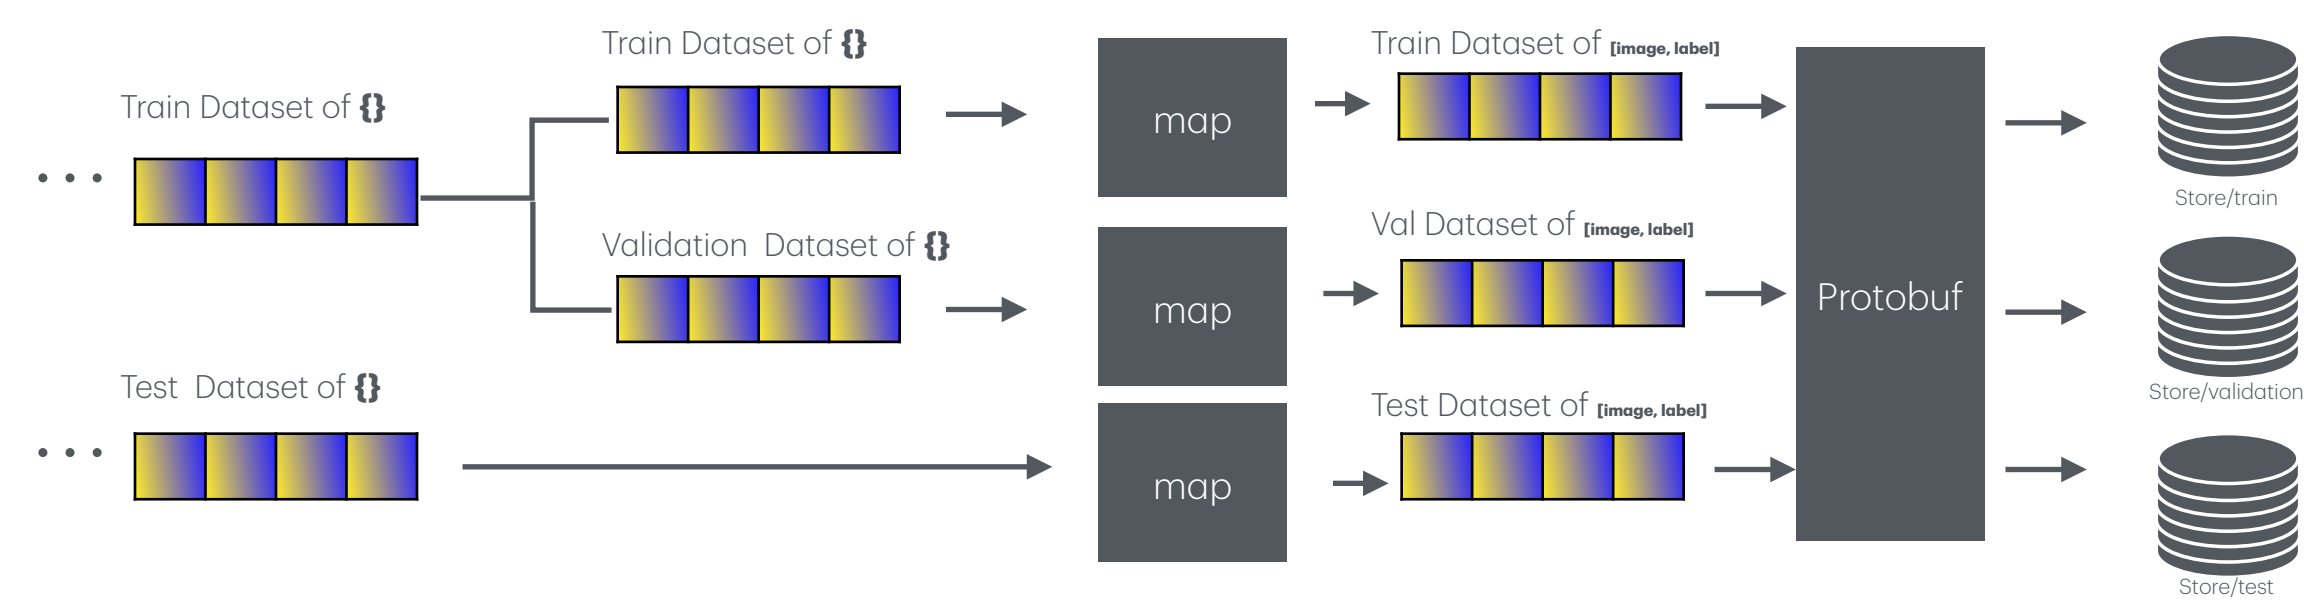 Train Dataset of {}
Train Dataset of {}
Validation Dataset of {}
Test Dataset of {}
map
map
map
Train Dataset of [image, label]
Val Dataset of [image, label]
Test Dataset of [image, label]
Protobuf
Store/train
Store/validation
Store/test